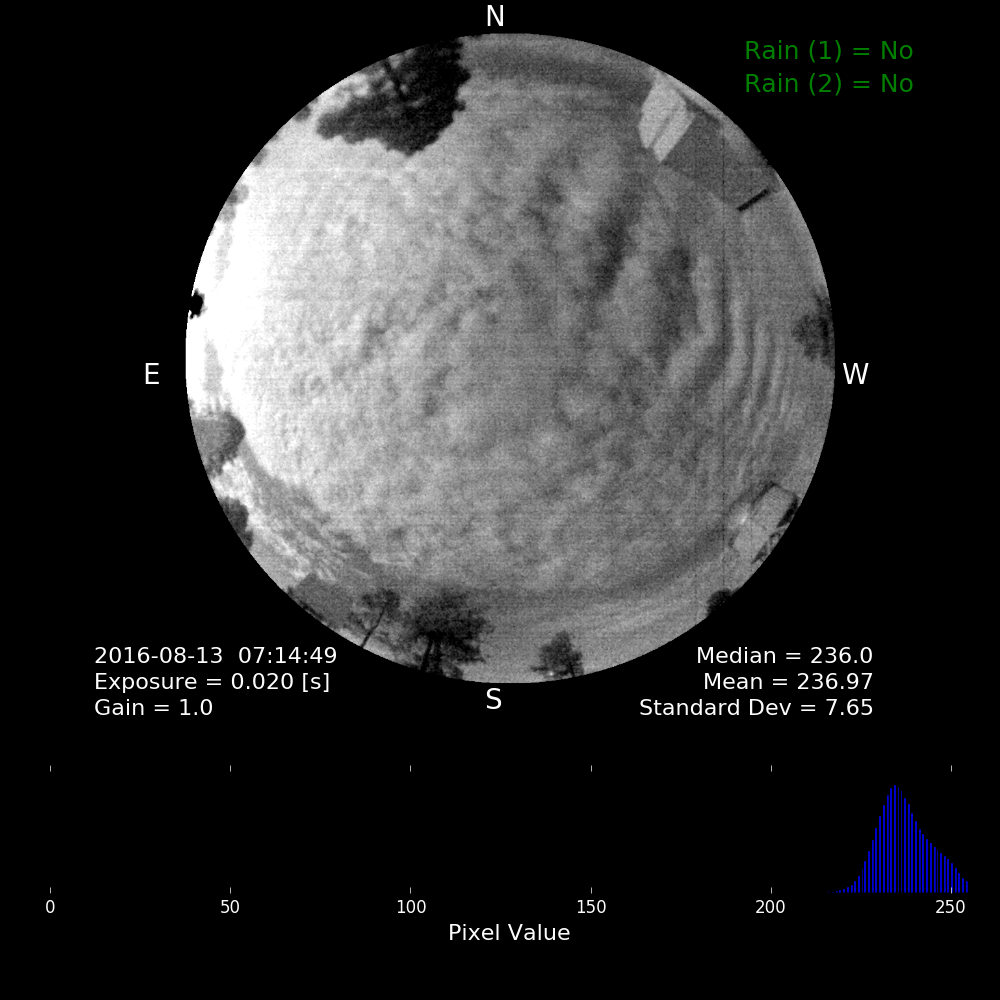 N
Rain (1) = No
Rain (2) = No
E
W
2016-08-13  07:14:49
Exposure = 0.020 [s]
Gain = 1.0
Median = 236.0
Mean = 236.97
Standard Dev = 7.65
S
0 50 100 150 200 250
Pixel Value